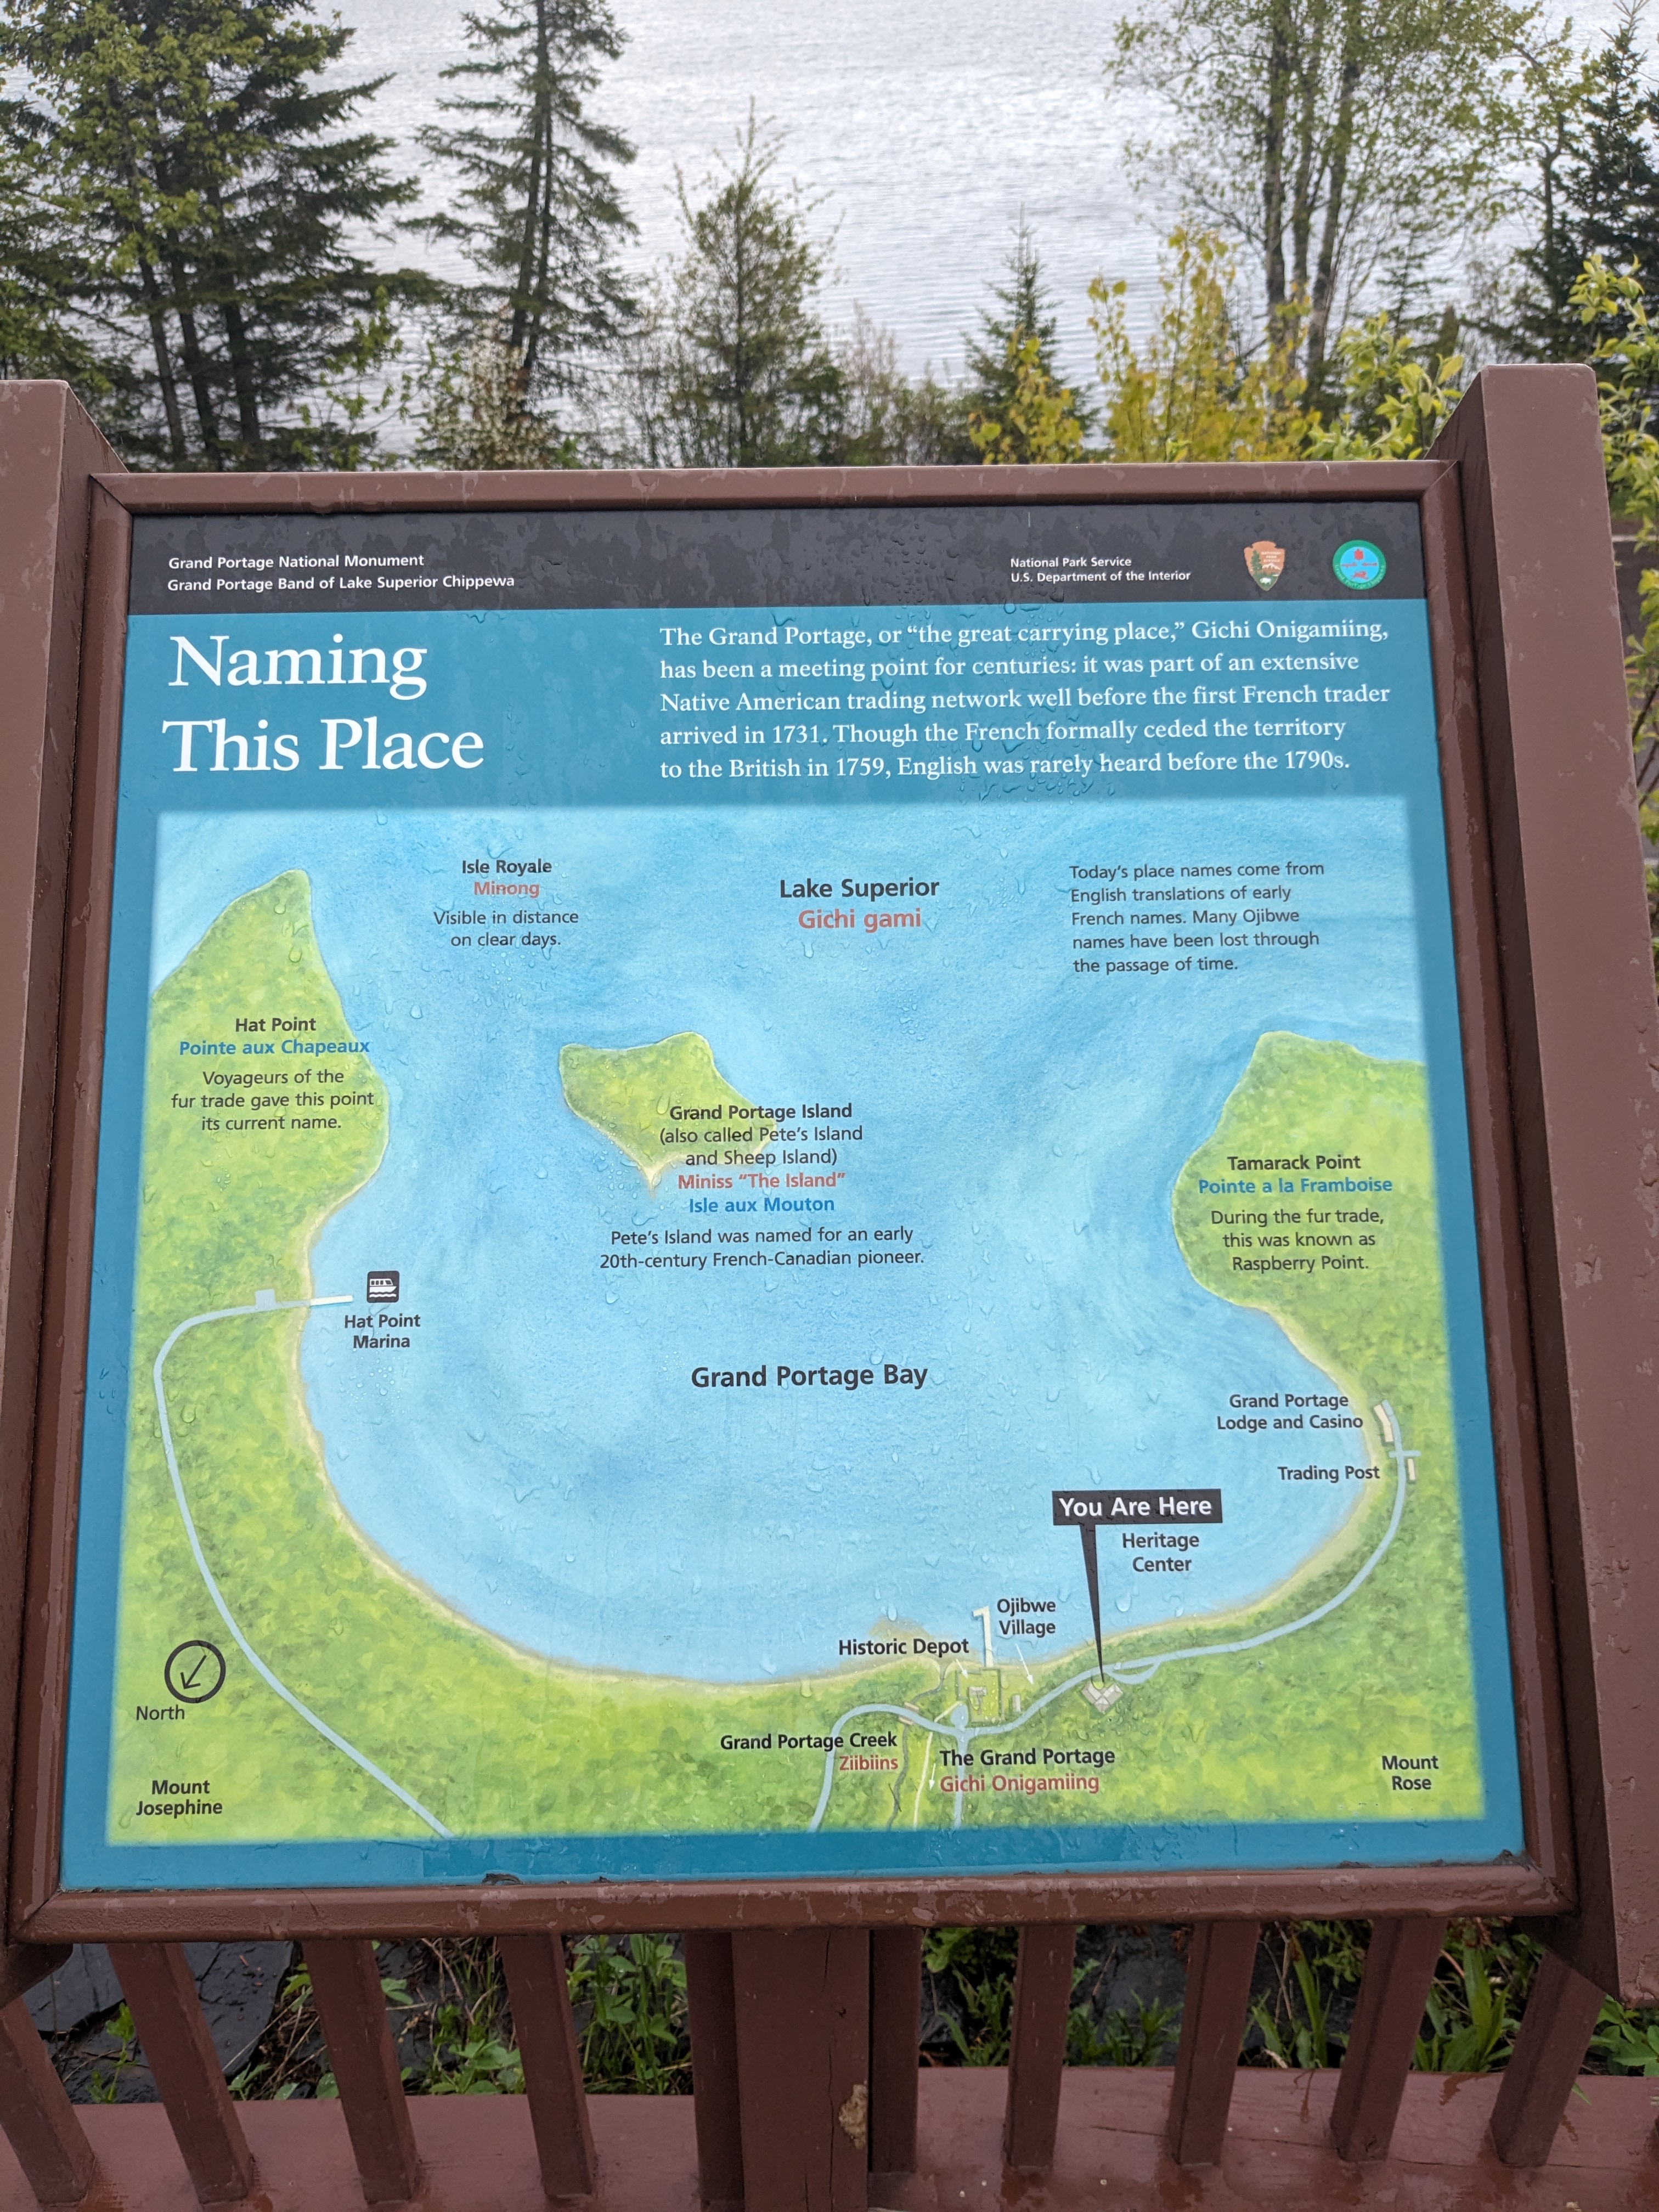 Grand Portage National Monument
Grand Portage Band of Lake Superior Chippewa
National Park Service
U.S. Department of the Interior
Naming
This Place
The Grand Portage, or “the great carrying place,” Gichi Onigamiing,
has been a meeting point for centuries: it was part of an extensive
Native American trading network well before the first French trader
arrived in 1731. Though the French formally ceded the territory
to the British in 1759, English was rarely heard before the 1790s.
Isle Royale
Minong
Visible in distance
on clear days.
Lake Superior
Gichi gami
Today’s place names come from
English translations of early
French names. Many Ojibwe
names have been lost through
the passage of time.
Hat Point
Pointe aux Chapeaux
Voyageurs of the
fur trade gave this point
its current name.
Grand Portage Island
(also called Pete’s Island
and Sheep Island)
Miniss “The Island”
Isle aux Mouton
Pete’s Island was named for an early
20th-century French-Canadian pioneer.
Tamarack Point
Pointe a la Framboise
During the fur trade,
this was known as
Raspberry Point.
Hat Point
Marina
Grand Portage Bay
Grand Portage
Lodge and Casino
Trading Post
You Are Here
Heritage
Center
Ojibwe
Village
Historic Depot
North
Grand Portage Creek
Ziibiins
The Grand Portage
Gichi Onigamiing
Mount
Josephine
Mount
Rose